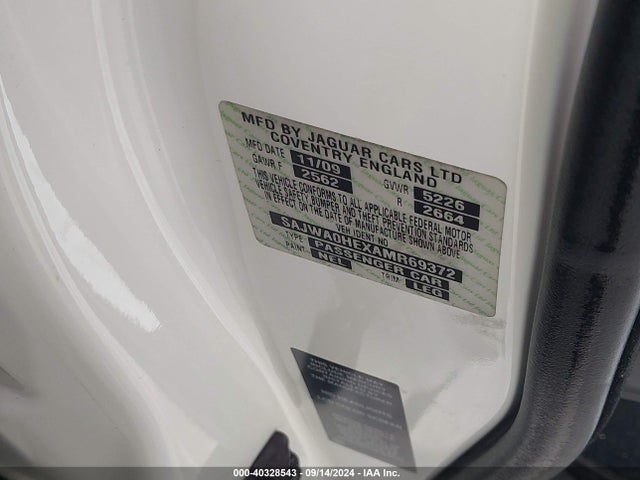 MFD BY JAGUAR CARS LTD
COVENTRY ENGLAND
MFD DATE 11/09
GAWR F 2562 GVWR 5226
R 2664
THIS VEHICLE CONFORMS TO ALL APPLICABLE FEDERAL MOTOR
VEHICLE SAFETY, BUMPER, AND THEFT PREVENTION STANDARDS
IN EFFECT ON THE DATE OF MANUFACTURE SHOWN ABOVE
VEH IDENT NO
SAJWA0HEXAMR69372
TYPE PASSENGER CAR
PAINT NEL TRIM LEG
THIS VEHICLE HAS
000-40328543 - 09/14/2024 - IAA Inc.